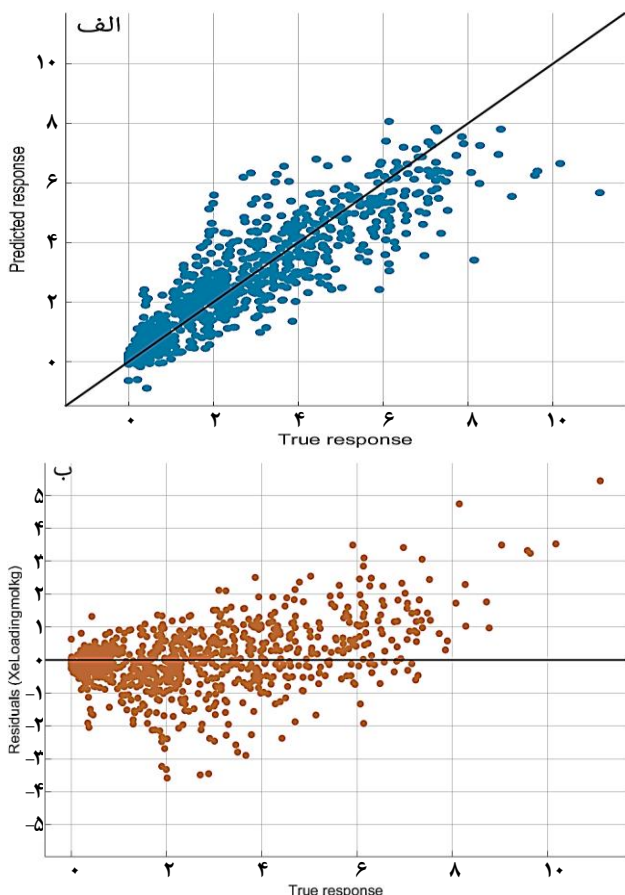 الف
۱۰
۸
۶
۴
۲
۰
Predicted response
۰ ۲ ۴ ۶ ۸ ۱۰
True response
ب
۵
۴
۳
۲
۱
۰
-۱
-۲
-۳
-۴
-۵
Residuals (XeLoadingmolkg)
۰ ۲ ۴ ۶ ۸ ۱۰
True response